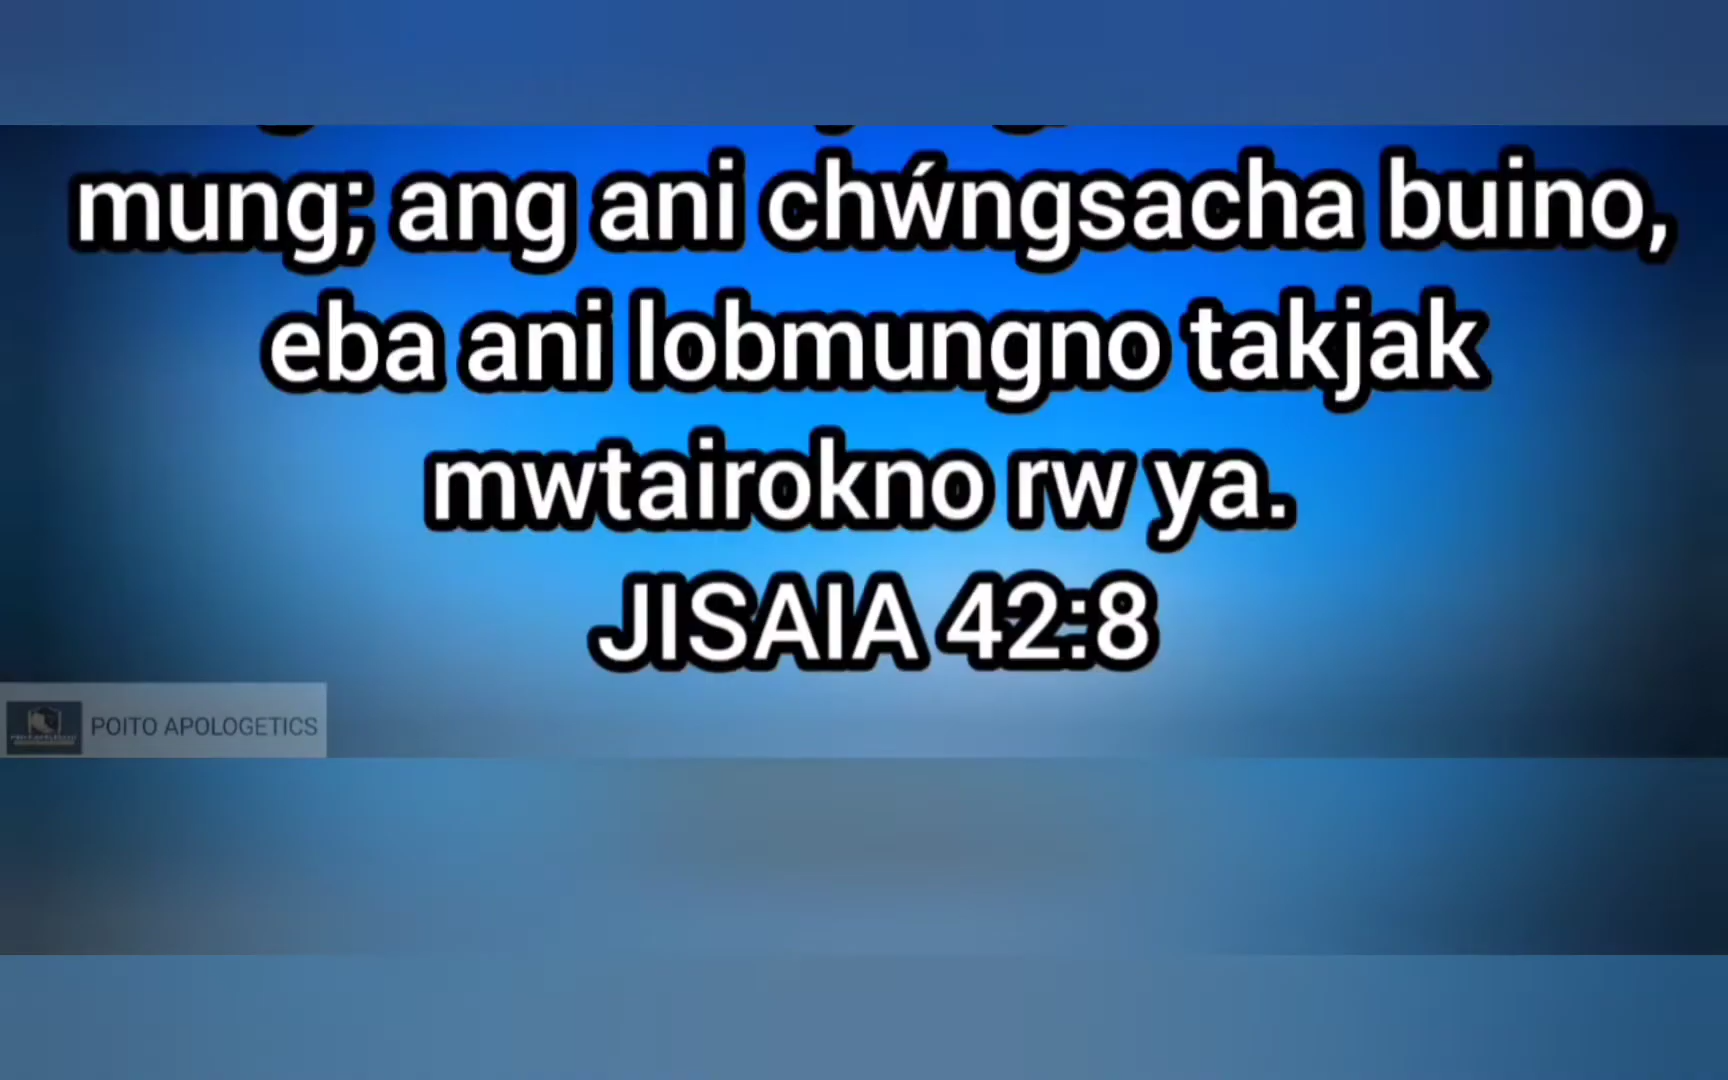 mung; ang ani chẃngsacha buino,
eba ani lobmungno takjak
mwtairokno rw ya.
JISAIA 42:8
POITO APOLOGETICS